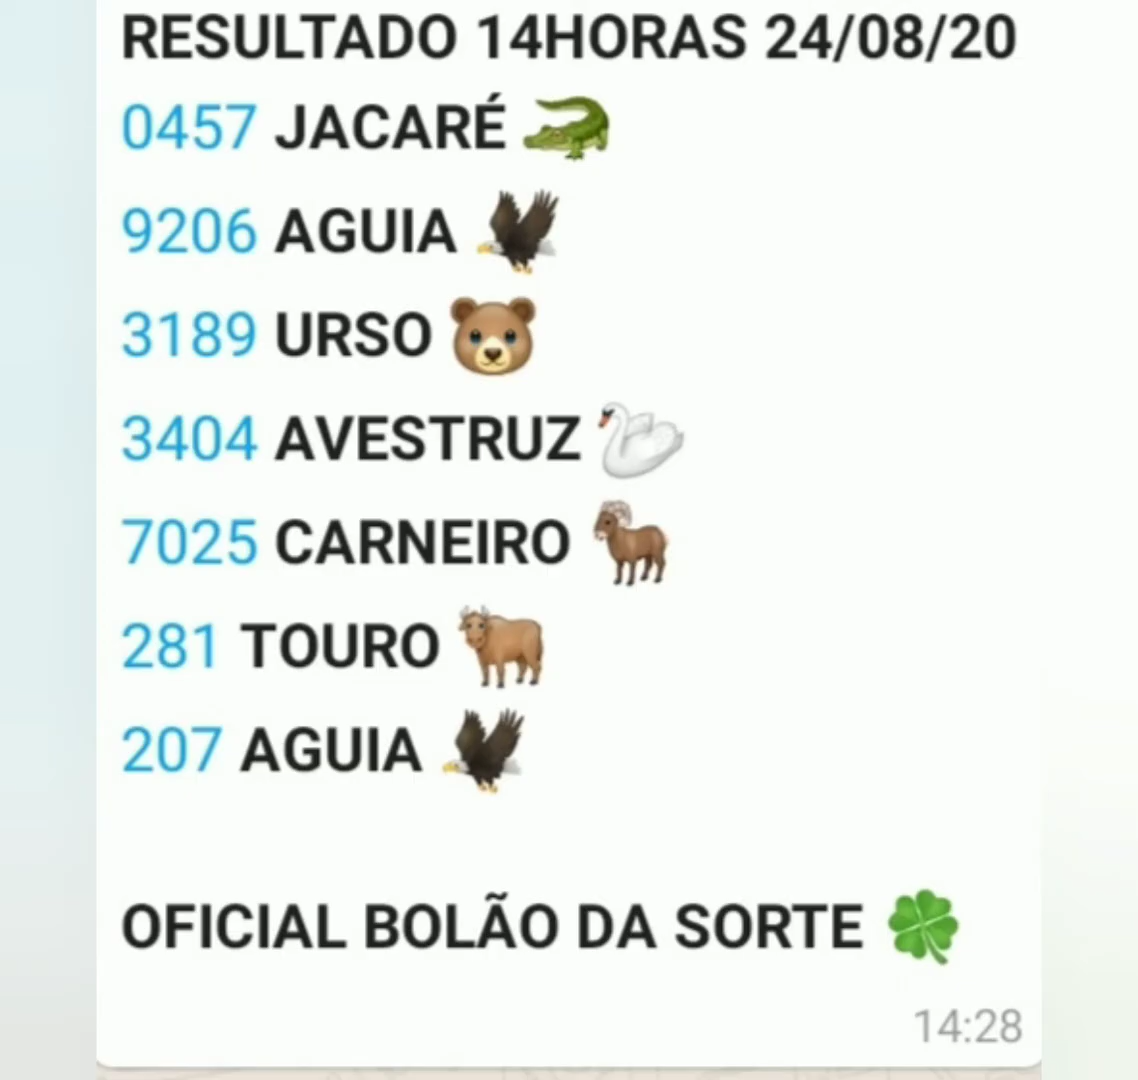 RESULTADO 14HORAS 24/08/20
0457 JACARÉ 🐊
9206 AGUIA 🦅
3189 URSO 🐻
3404 AVESTRUZ 🦢
7025 CARNEIRO 🐏
281 TOURO 🐂
207 AGUIA 🦅
OFICIAL BOLÃO DA SORTE 🍀
14:28